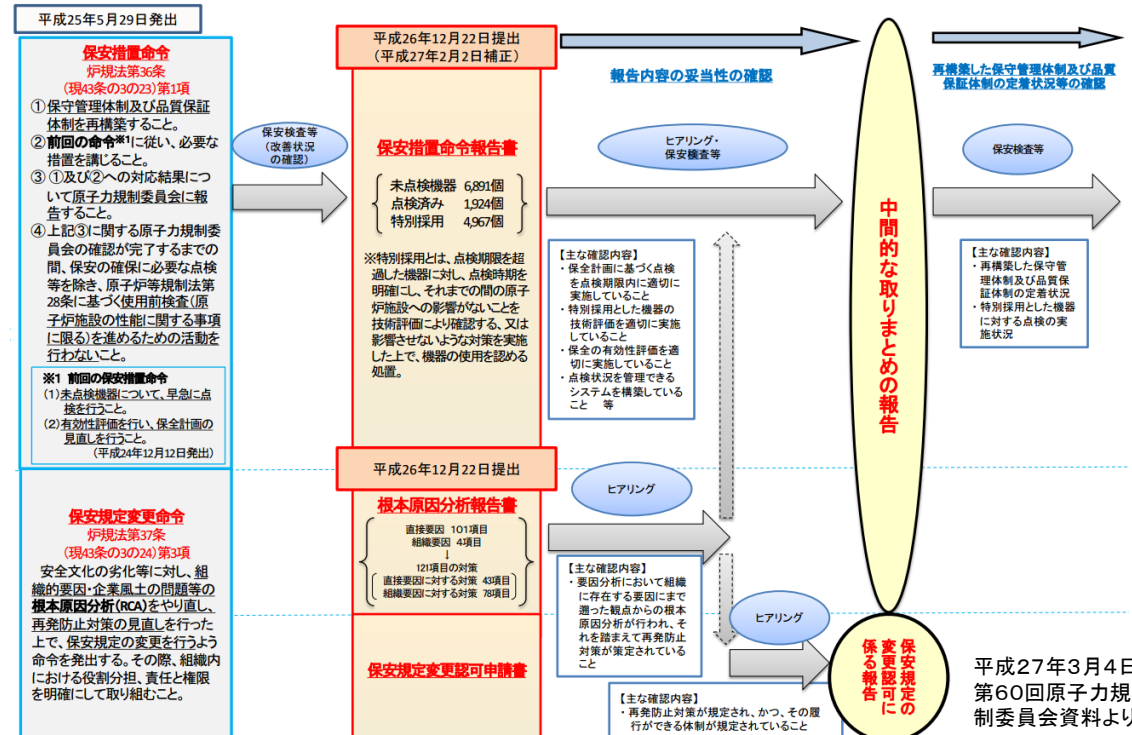 平成25年5月29日発出
保安措置命令
炉規法第36条
(現43条の3の23)第1項
①保守管理体制及び品質保証
体制を再構築すること。
②前回の命令※1に従い、必要な
措置を講じること。
③ ①及び②への対応結果につ
いて原子力規制委員会に報
告すること。
④上記③に関する原子力規制委
員会の確認が完了するまでの
間、保安の確保に必要な点検
等を除き、原子炉等規制法第
28条に基づく使用前検査(原
子炉施設の性能に関する事項
に限る)を進めるための活動を
行わないこと。
※1 前回の保安措置命令
(1)未点検機器について、早急に点
検を行うこと。
(2)有効性評価を行い、保全計画の
見直しを行うこと。
(平成24年12月12日発出)
保安規定変更命令
炉規法第37条
(現43条の3の24)第3項
安全文化の劣化等に対し、組
織的要因・企業風土の問題等の
根本原因分析(RCA)をやり直し、
再発防止対策の見直しを行った
上で、保安規定の変更を行うよう
命令を発出する。その際、組織内
における役割分担、責任と権限
を明確にして取り組むこと。
保安検査等
(改善状況
の確認)
平成26年12月22日提出
(平成27年2月2日補正)
保安措置命令報告書
未点検機器 6,891個
点検済み 1,924個
特別採用 4,967個
※特別採用とは、点検期限を超
過した機器に対し、点検時期を
明確にし、それまでの間の原子
炉施設への影響がないことを
技術評価により確認する、又は
影響させないような対策を実施
した上で、機器の使用を認める
処置。
平成26年12月22日提出
根本原因分析報告書
直接要因 101項目
組織要因 4項目
↓
121項目の対策
直接要因に対する対策 43項目
組織要因に対する対策 78項目
保安規定変更認可申請書
報告内容の妥当性の確認
ヒアリング・
保安検査等
【主な確認内容】
・保全計画に基づく点検
を点検期限内に適切に
実施していること
・特別採用とした機器の
技術評価を適切に実施
していること
・保全の有効性評価を適
切に実施していること
・点検状況を管理できる
システムを構築している
こと 等
ヒアリング
【主な確認内容】
・要因分析において組織
に存在する要因にまで
遡った観点からの根本
原因分析が行われ、そ
れを踏まえて再発防止
対策が策定されている
こと
ヒアリング
【主な確認内容】
・再発防止対策が規定され、かつ、その履
行ができる体制が規定されていること
中間的な取りまとめの報告
保安規定の
変更認可に
係る報告
再構築した保守管理体制及び品質
保証体制の定着状況等の確認
保安検査等
【主な確認内容】
・再構築した保守管
理体制及び品質保
証体制の定着状況
・特別採用とした機器
に対する点検の実
施状況
平成27年3月4日
第60回原子力規
制委員会資料より